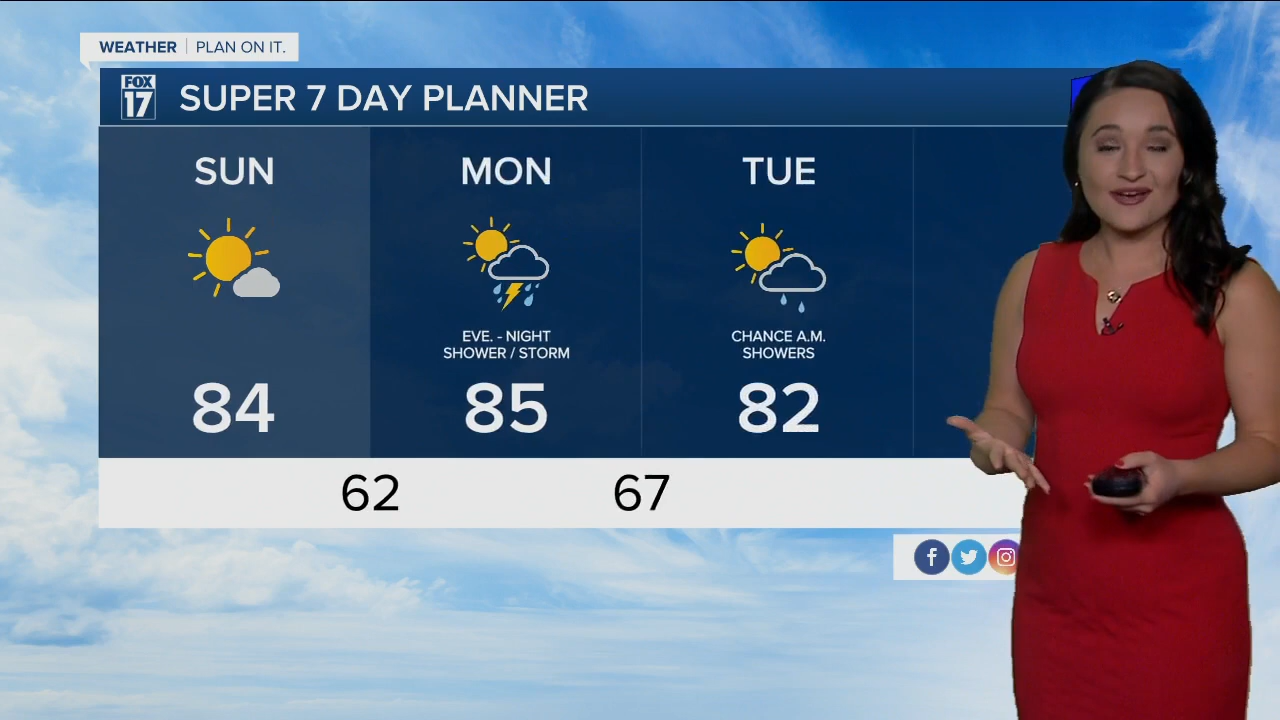 WEATHER PLAN ON IT.
FOX
17
SUPER 7 DAY PLANNER
SUN
MON
TUE
EVE. - NIGHT
SHOWER / STORM
CHANCE A.M.
SHOWERS
84
85
82
62
67